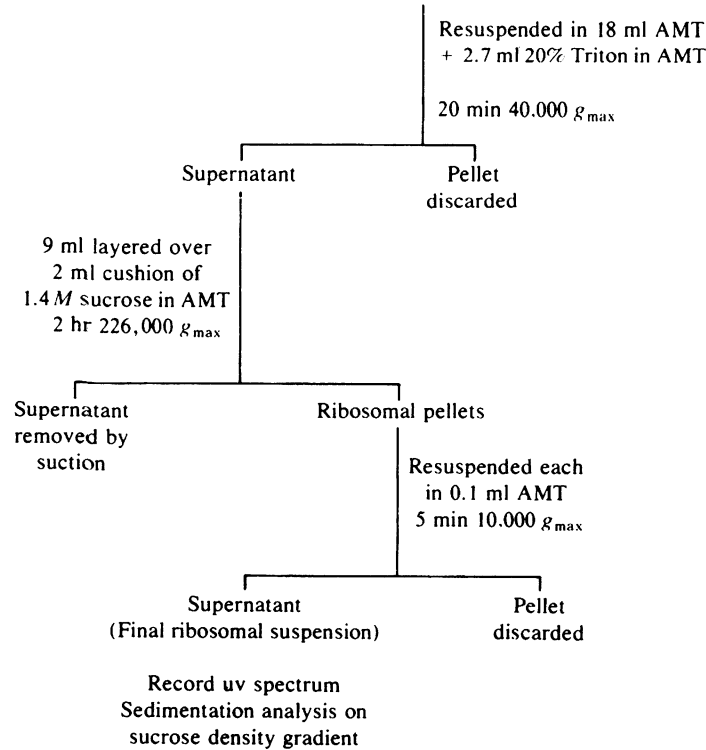 Resuspended in 18 ml AMT
+ 2.7 ml 20% Triton in AMT
20 min 40.000 gmax
Supernatant
Pellet
discarded
9 ml layered over
2 ml cushion of
1.4 M sucrose in AMT
2 hr 226,000 gmax
Supernatant
removed by
suction
Ribosomal pellets
Resuspended each
in 0.1 ml AMT
5 min 10.000 gmax
Supernatant
(Final ribosomal suspension)
Pellet
discarded
Record uv spectrum
Sedimentation analysis on
sucrose density gradient